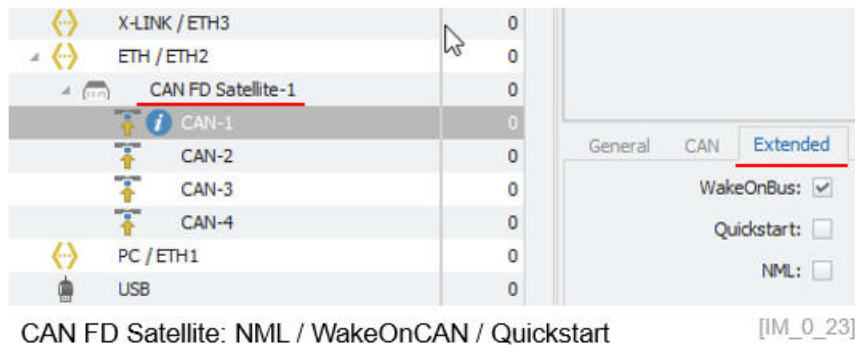 X-LINK / ETH3 0
ETH / ETH2 0
CAN FD Satellite-1 0
CAN-1 0
CAN-2 0
CAN-3 0
CAN-4 0
PC / ETH1 0
USB 0
General CAN Extended
WakeOnBus:
Quickstart:
NML:
CAN FD Satellite: NML / WakeOnCAN / Quickstart
[IM_0_23]